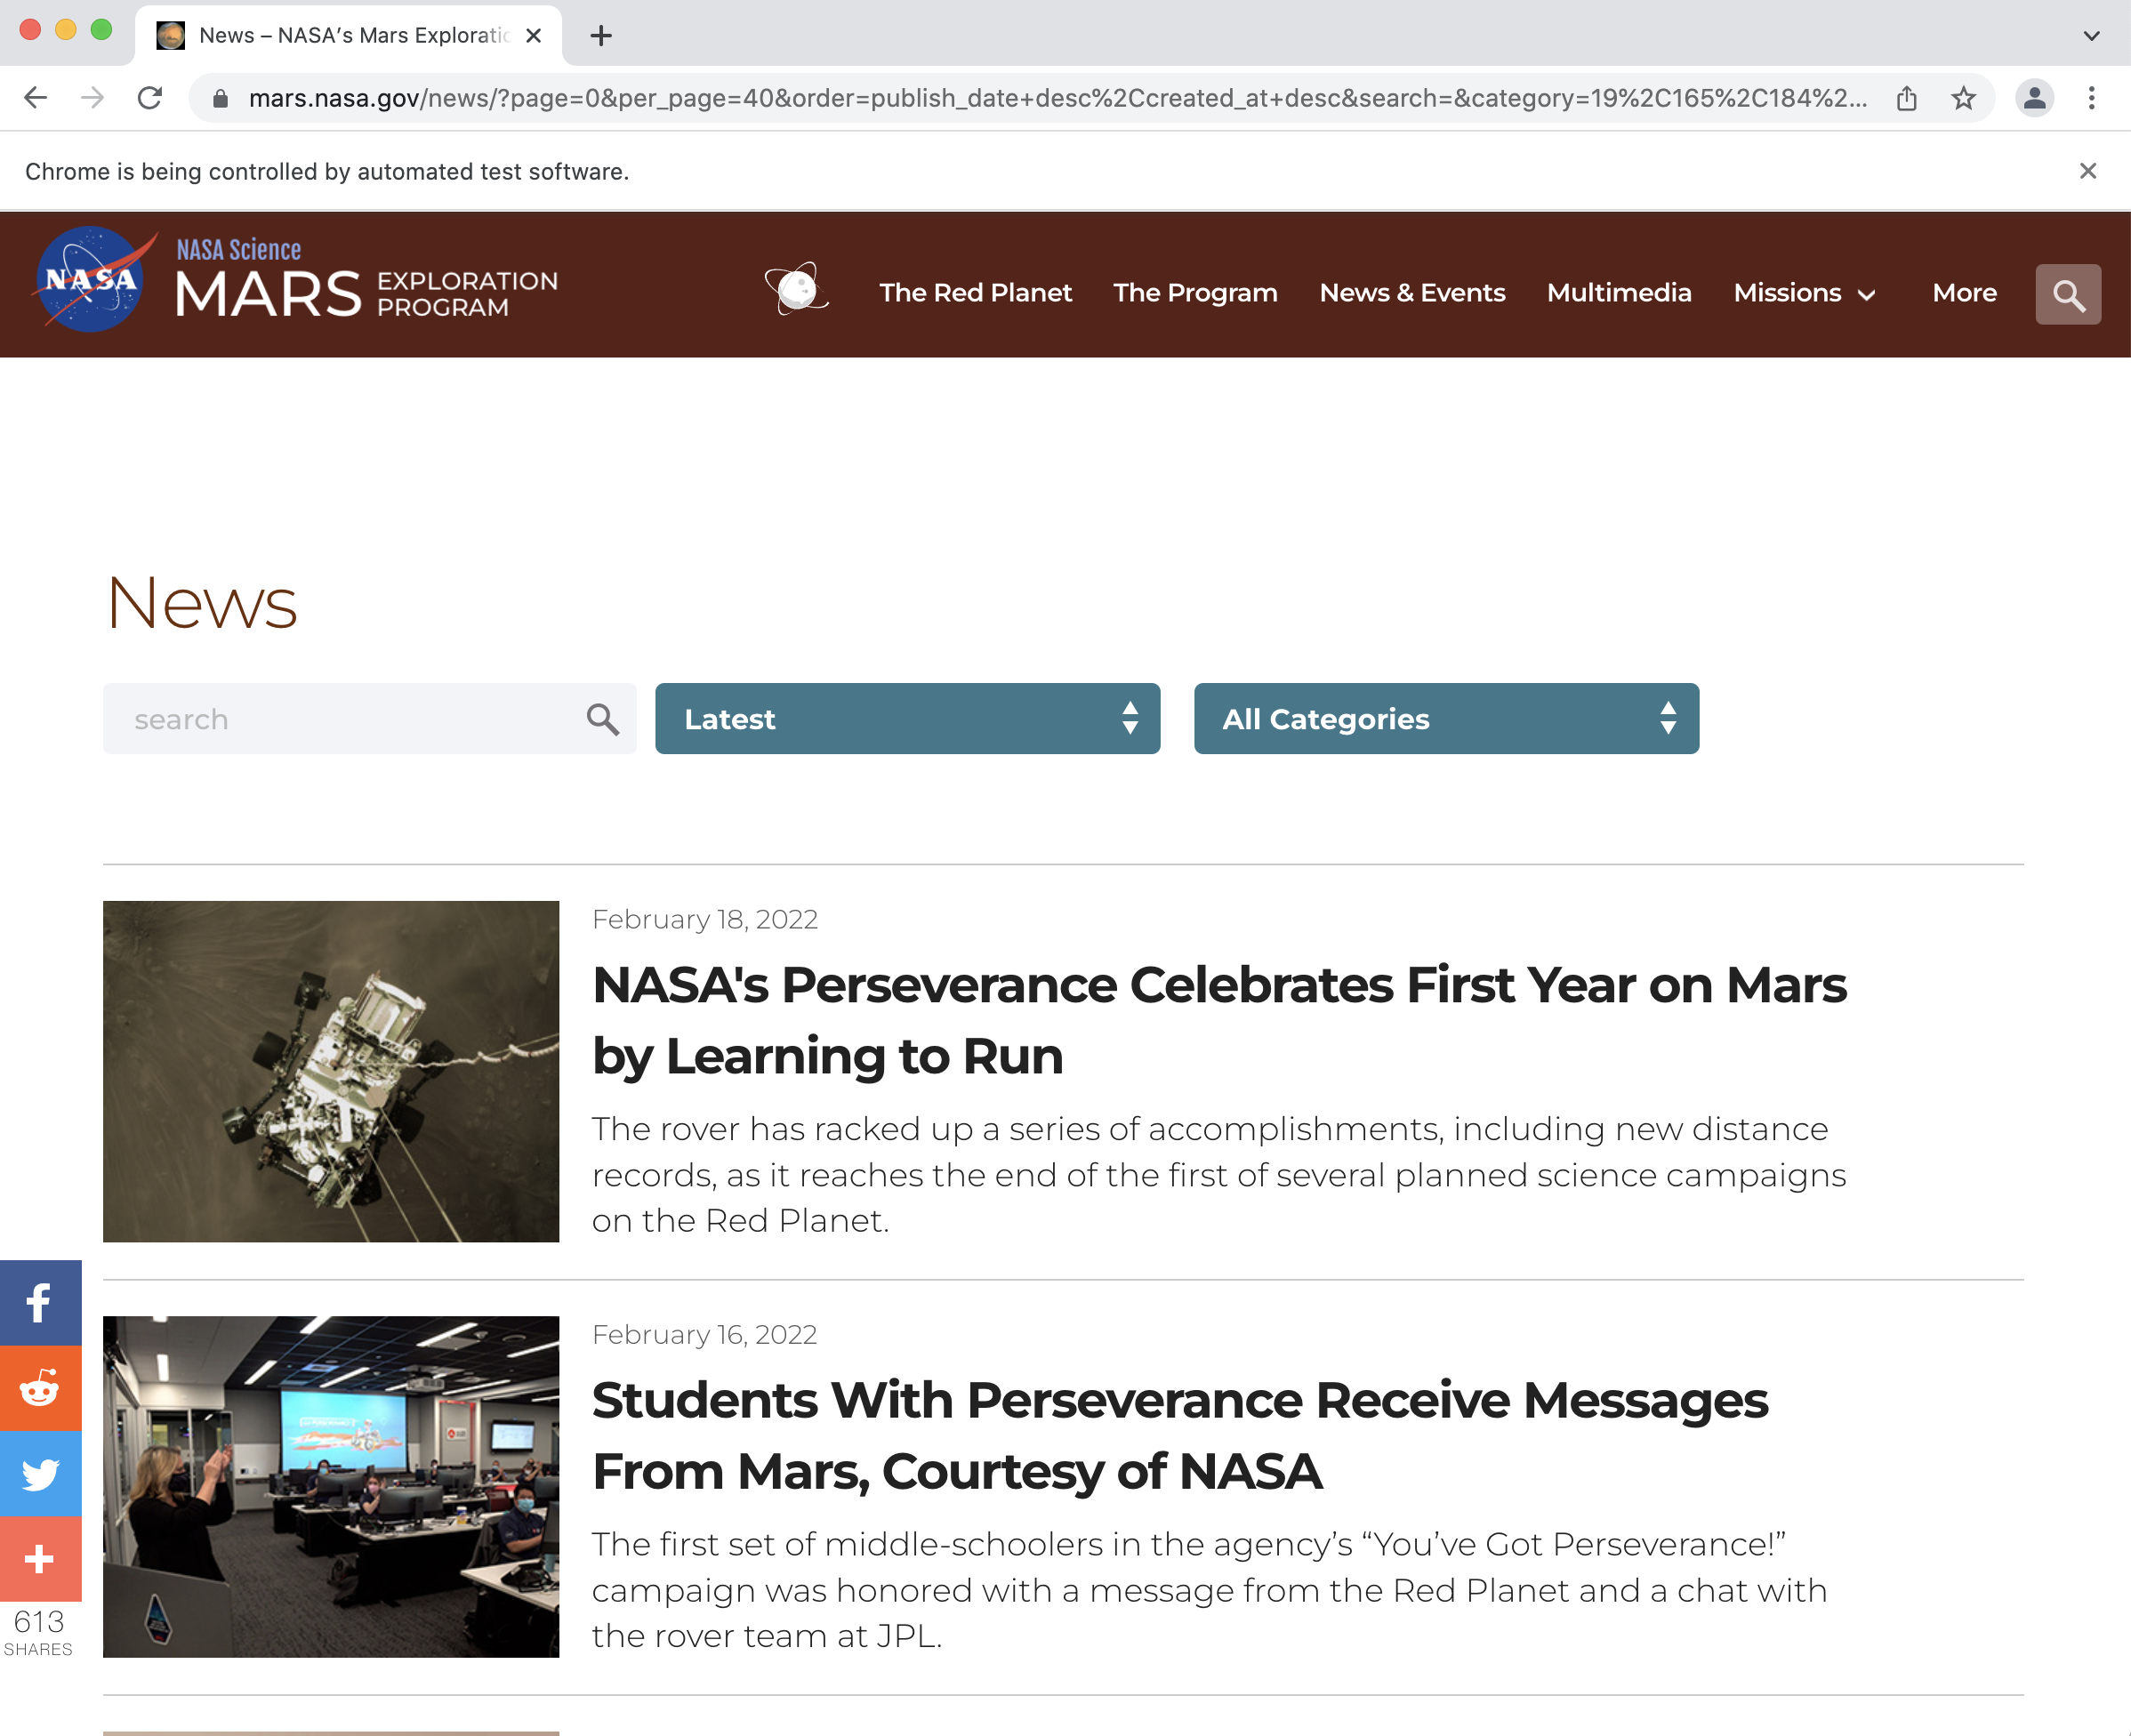 News – NASA's Mars Exploratio
mars.nasa.gov/news/?page=0&per_page=40&order=publish_date+desc%2Ccreated_at+desc&search=&category=19%2C165%2C184%2...
Chrome is being controlled by automated test software.
NASA
NASA Science
MARS EXPLORATION PROGRAM
The Red Planet The Program News & Events Multimedia Missions More
News
search Latest All Categories
February 18, 2022
NASA's Perseverance Celebrates First Year on Mars
by Learning to Run
The rover has racked up a series of accomplishments, including new distance
records, as it reaches the end of the first of several planned science campaigns
on the Red Planet.
February 16, 2022
Students With Perseverance Receive Messages
From Mars, Courtesy of NASA
The first set of middle-schoolers in the agency's “You've Got Perseverance!”
campaign was honored with a message from the Red Planet and a chat with
the rover team at JPL.
613
SHARES